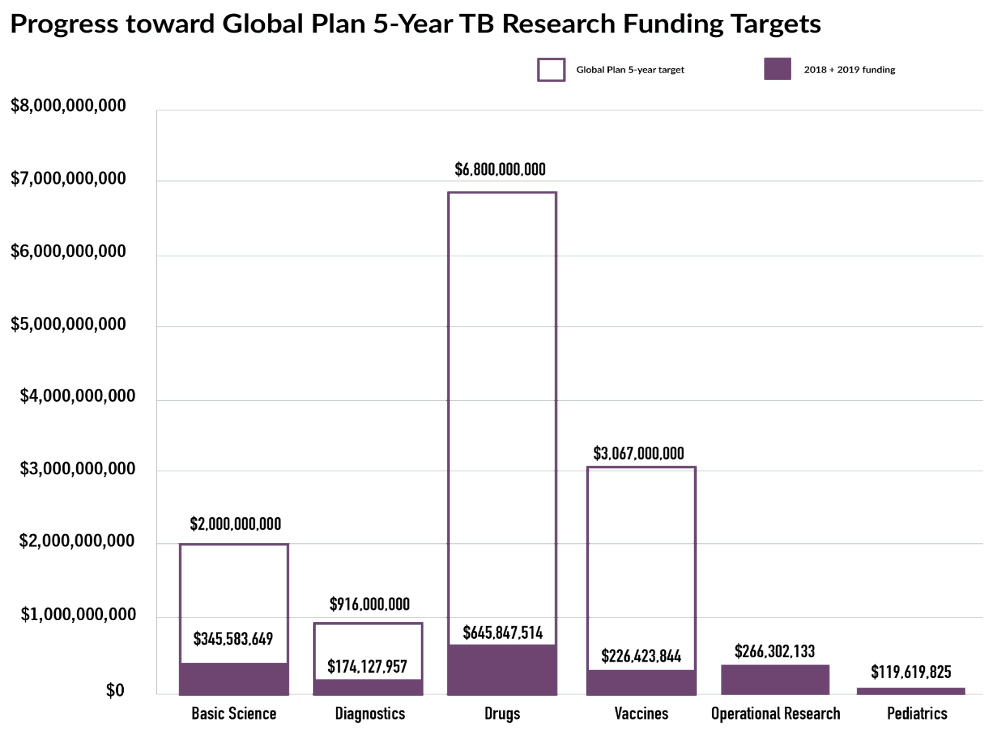 Progress toward Global Plan 5-Year TB Research Funding Targets
Global Plan 5-year target
2018 + 2019 funding
$8,000,000,000
$7,000,000,000
$6,000,000,000
$5,000,000,000
$4,000,000,000
$3,000,000,000
$2,000,000,000
$1,000,000,000
$0
$2,000,000,000
$345,583,649
$916,000,000
$174,127,957
$6,800,000,000
$645,847,514
$3,067,000,000
$226,423,844
$266,302,133
$119,619,825
Basic Science
Diagnostics
Drugs
Vaccines
Operational Research
Pediatrics